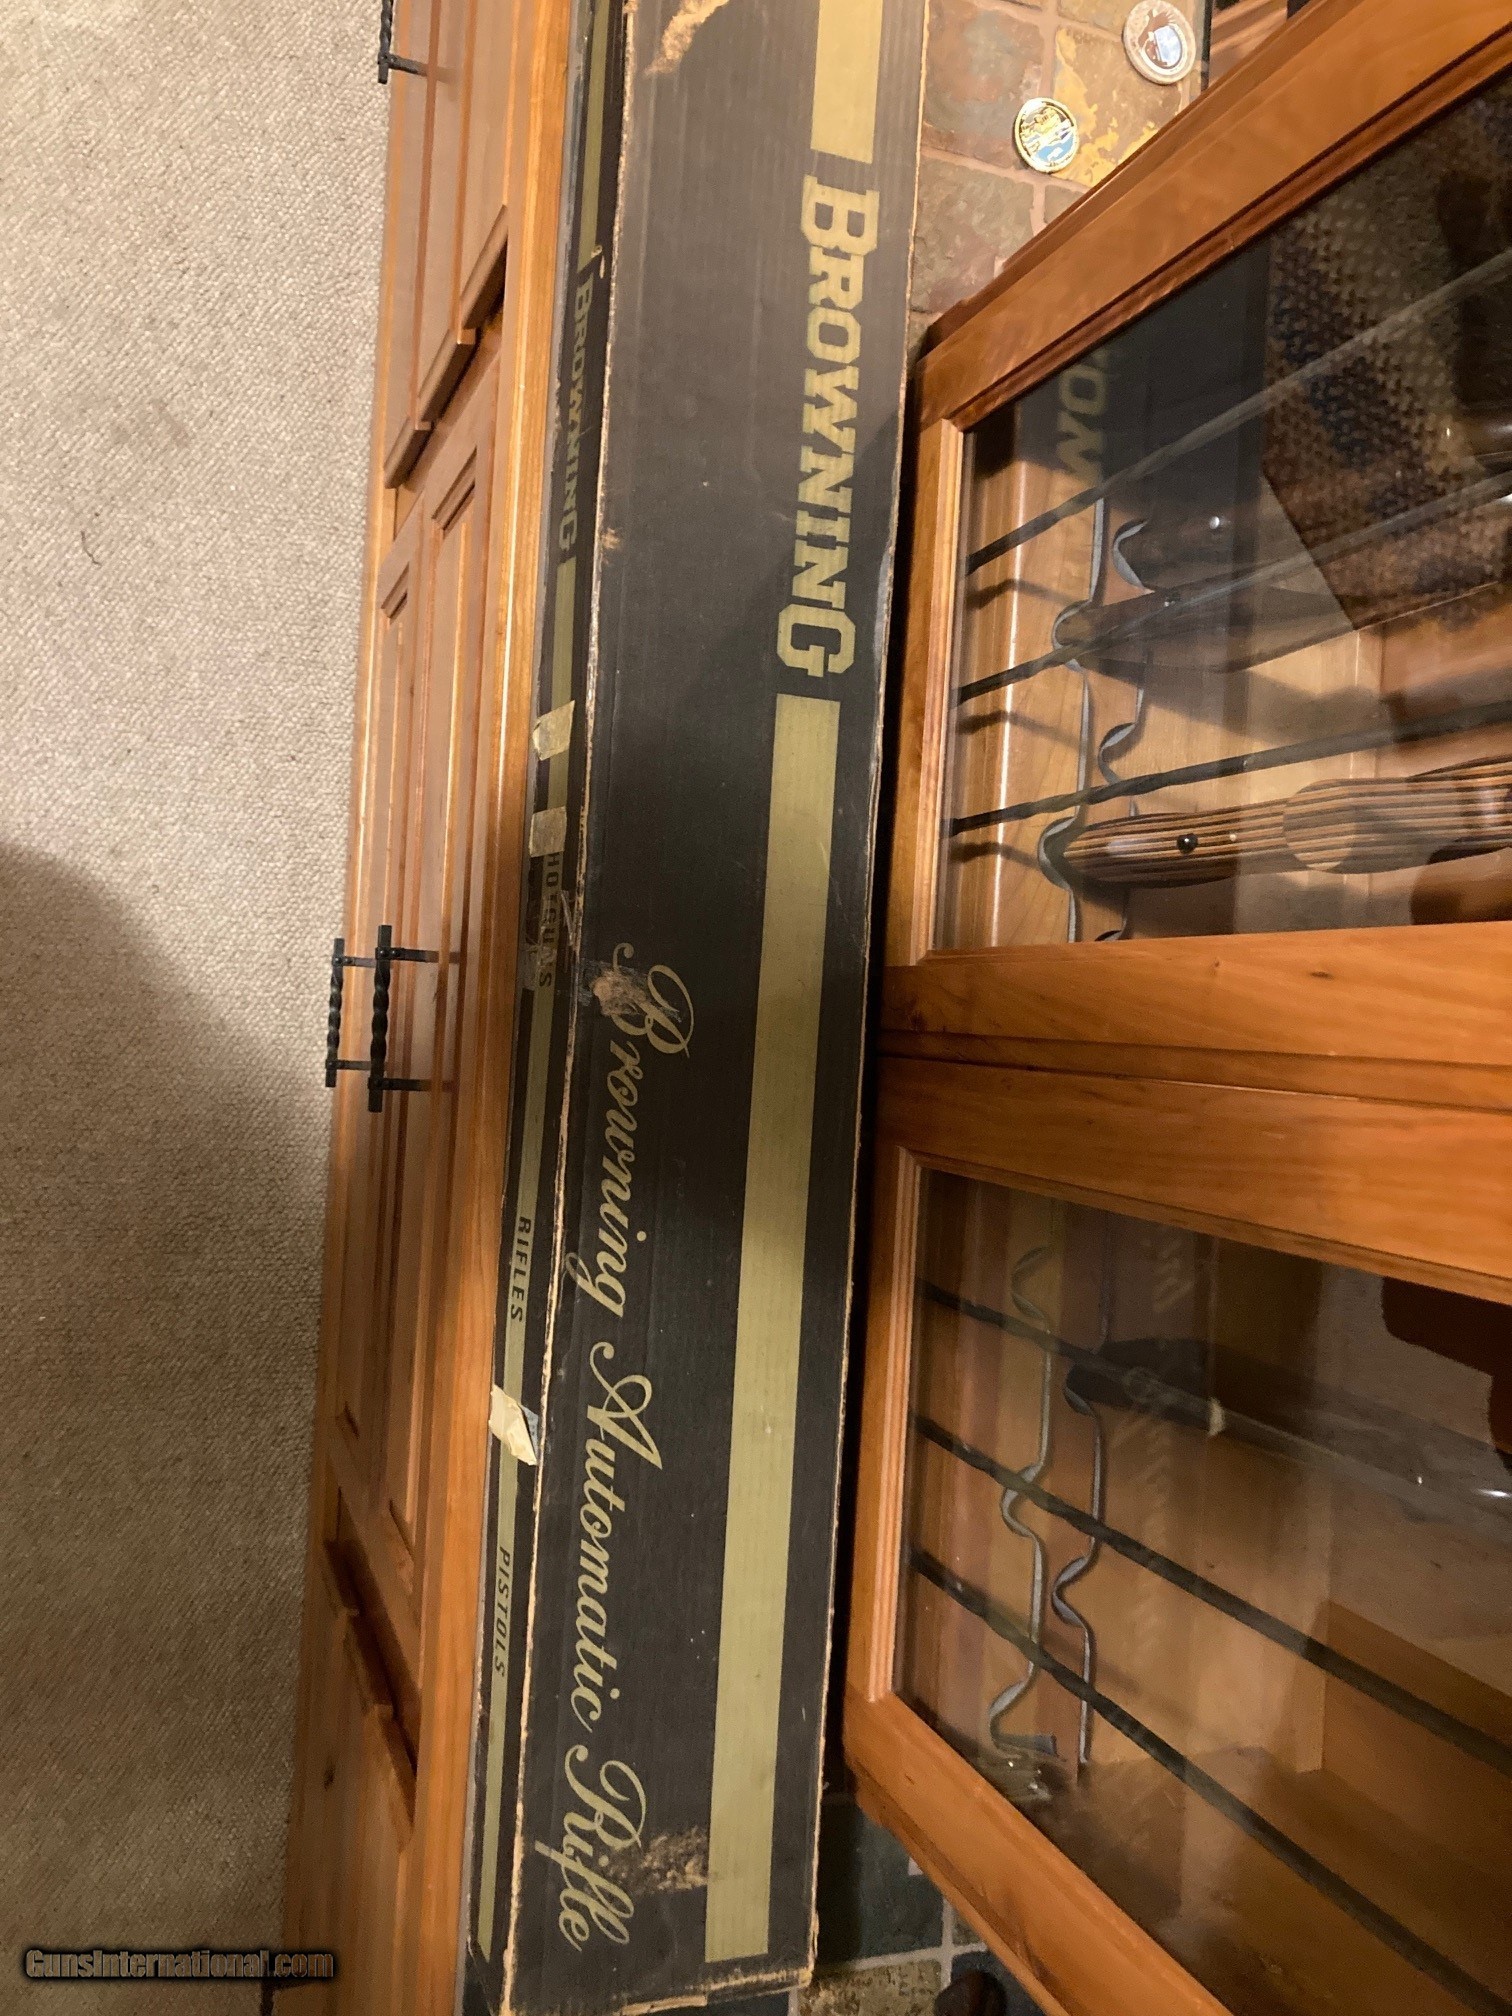 BROWNING
Browning Automatic Rifle
BROWNING
SHOTGUNS
RIFLES
PISTOLS
GunsInternational.com